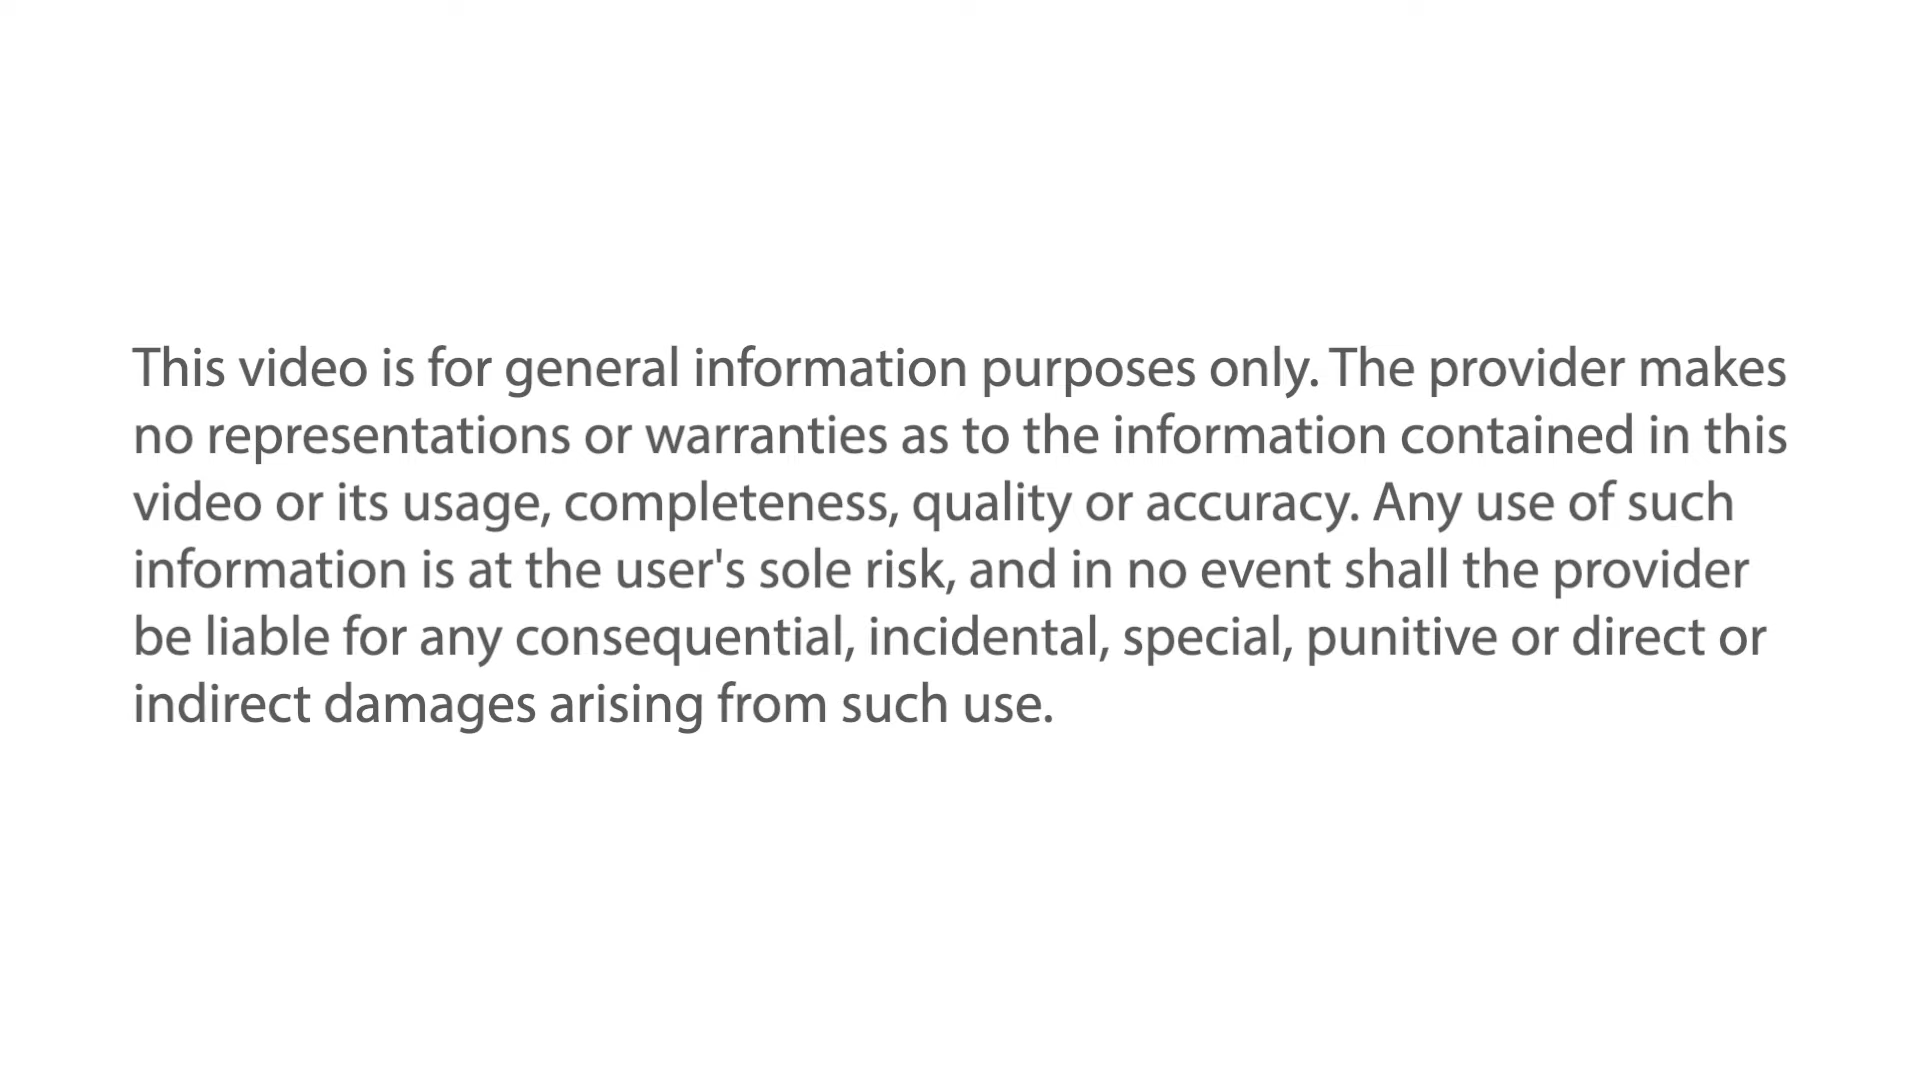 This video is for general information purposes only. The provider makes
no representations or warranties as to the information contained in this
video or its usage, completeness, quality or accuracy. Any use of such
information is at the user's sole risk, and in no event shall the provider
be liable for any consequential, incidental, special, punitive or direct or
indirect damages arising from such use.